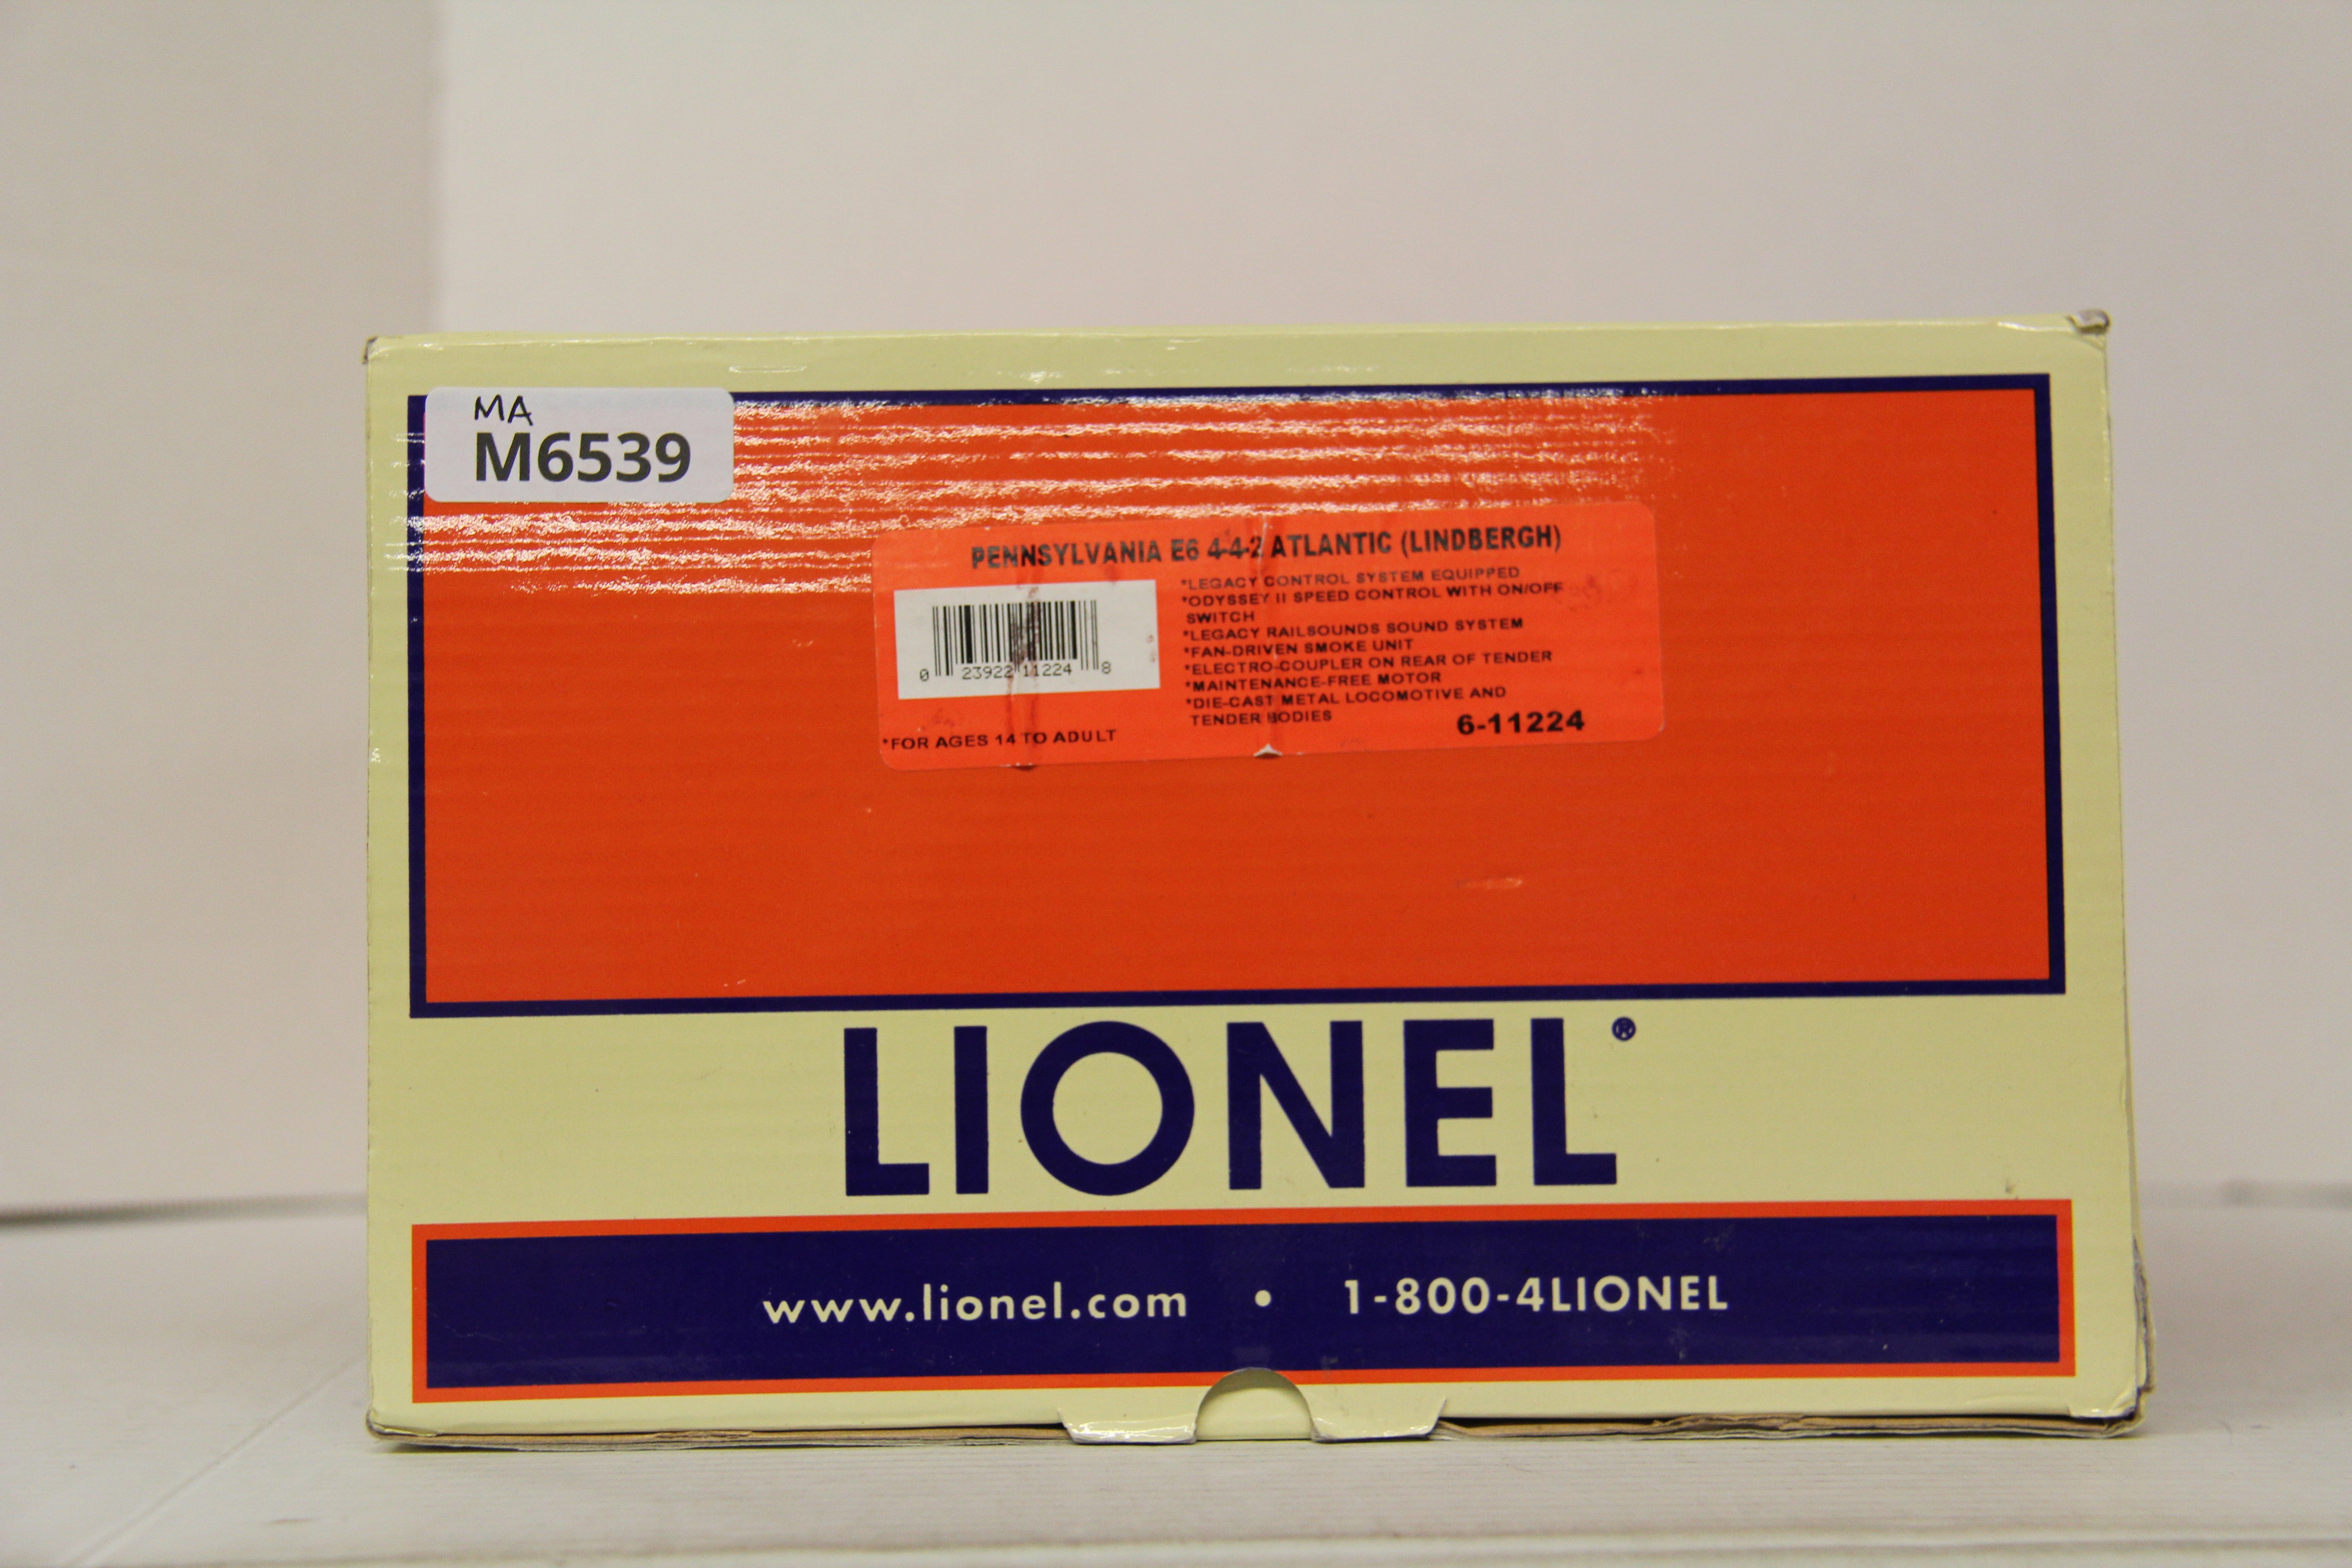 MA
M6539
PENNSYLVANIA E6 4-4-2 ATLANTIC (LINDBERGH)
*LEGACY CONTROL SYSTEM EQUIPPED
*ODYSSEY II SPEED CONTROL WITH ON/OFF
SWITCH
*LEGACY RAILSOUNDS SOUND SYSTEM
*FAN-DRIVEN SMOKE UNIT
*ELECTRO-COUPLER ON REAR OF TENDER
*MAINTENANCE-FREE MOTOR
*DIE-CAST METAL LOCOMOTIVE AND
TENDER BODIES
0 23922 11224 8
*FOR AGES 14 TO ADULT
6-11224
LIONEL®
www.lionel.com • 1-800-4LIONEL